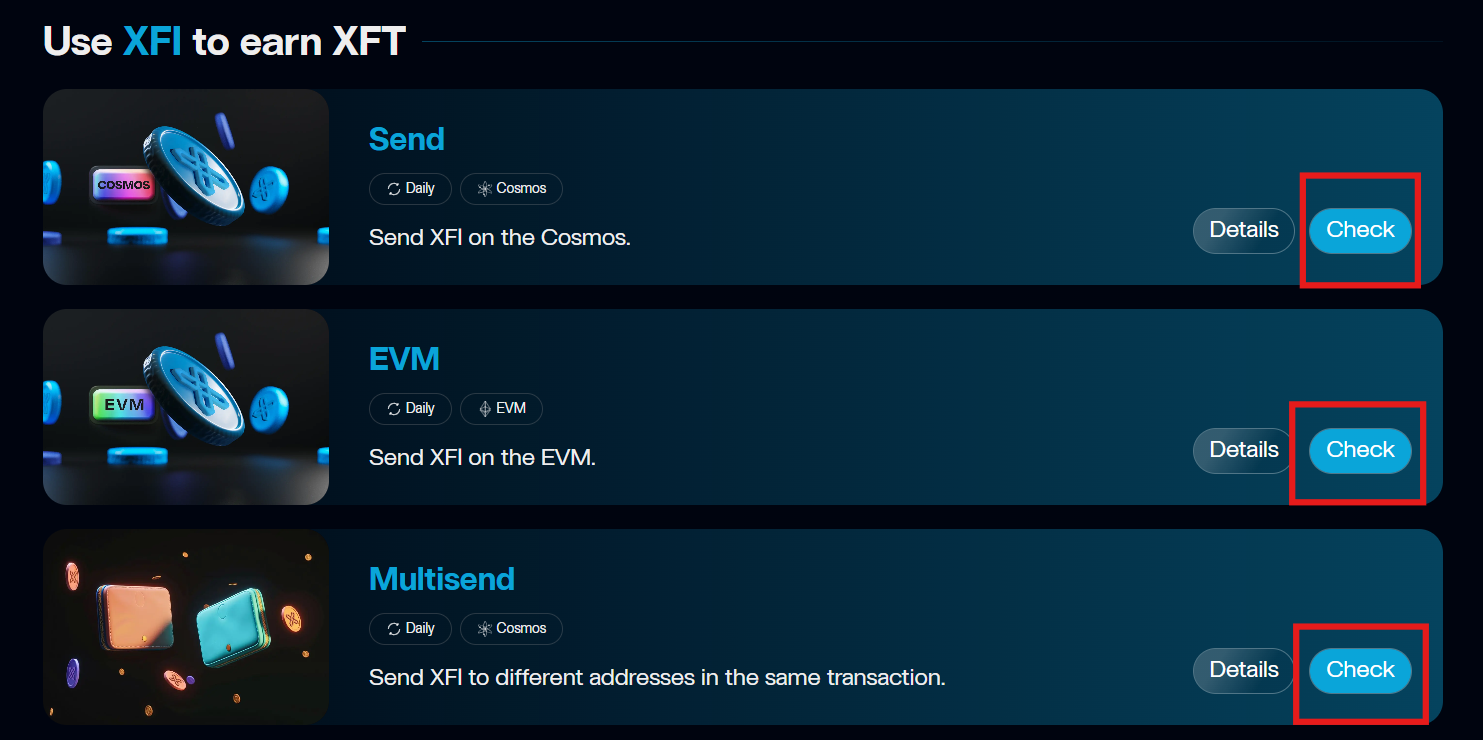 Use XFI to earn XFT
COSMOS
Send
Daily
Cosmos
Send XFI on the Cosmos.
Details
Check
EVM
EVM
Daily
EVM
Send XFI on the EVM.
Details
Check
Multisend
Daily
Cosmos
Send XFI to different addresses in the same transaction.
Details
Check